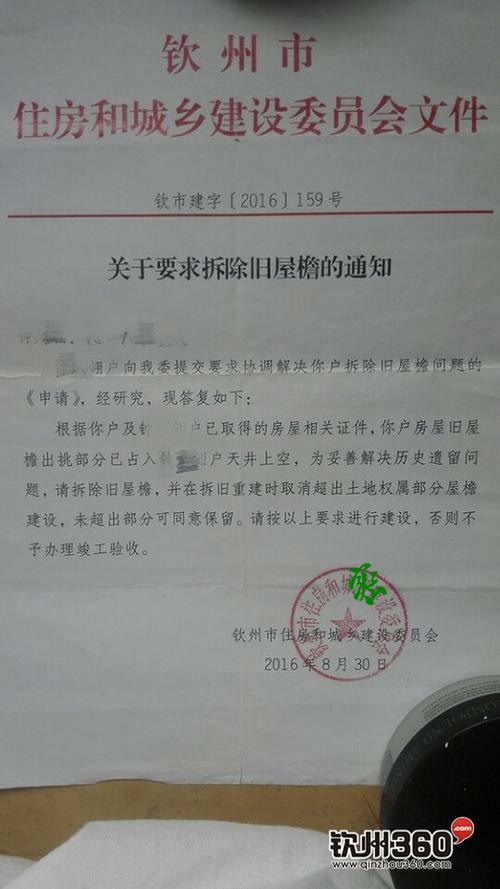 钦州市
住房和城乡建设委员会文件
钦市建字〔2016〕159号
关于要求拆除旧屋檐的通知
翊户向我委提交要求协调解决你户拆除旧屋檐问题的
《申请》，经研究，现答复如下：
根据你户及钟 户已取得的房屋相关证件，你户房屋旧屋
檐出挑部分已占入 户天井上空，为妥善解决历史遗留问
题，请拆除旧屋檐，并在拆旧重建时取消超出土地权属部分屋檐
建设，未超出部分可同意保留。请按以上要求进行建设，否则不
予办理竣工验收。
钦州市住房和城乡建设委员会
钦州市住房和城乡建设委员会
2016年8月30日
COMPOUND
钦州360.com
www.qinzhou360.com